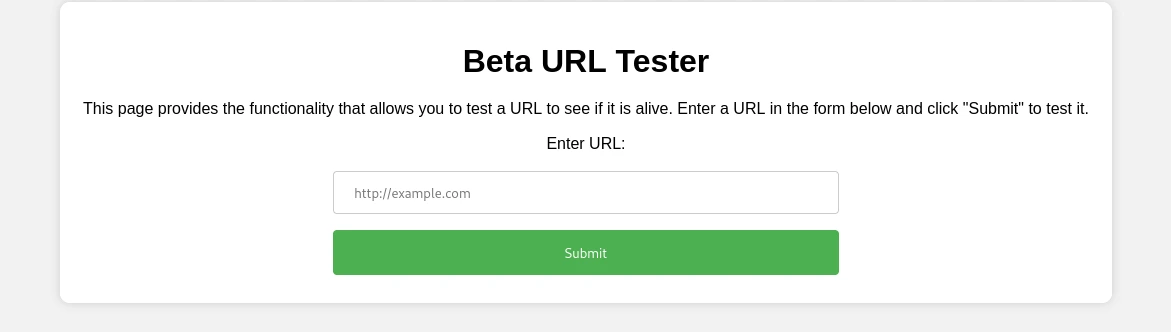 Beta URL Tester
This page provides the functionality that allows you to test a URL to see if it is alive. Enter a URL in the form below and click "Submit" to test it.
Enter URL:
http://example.com
Submit